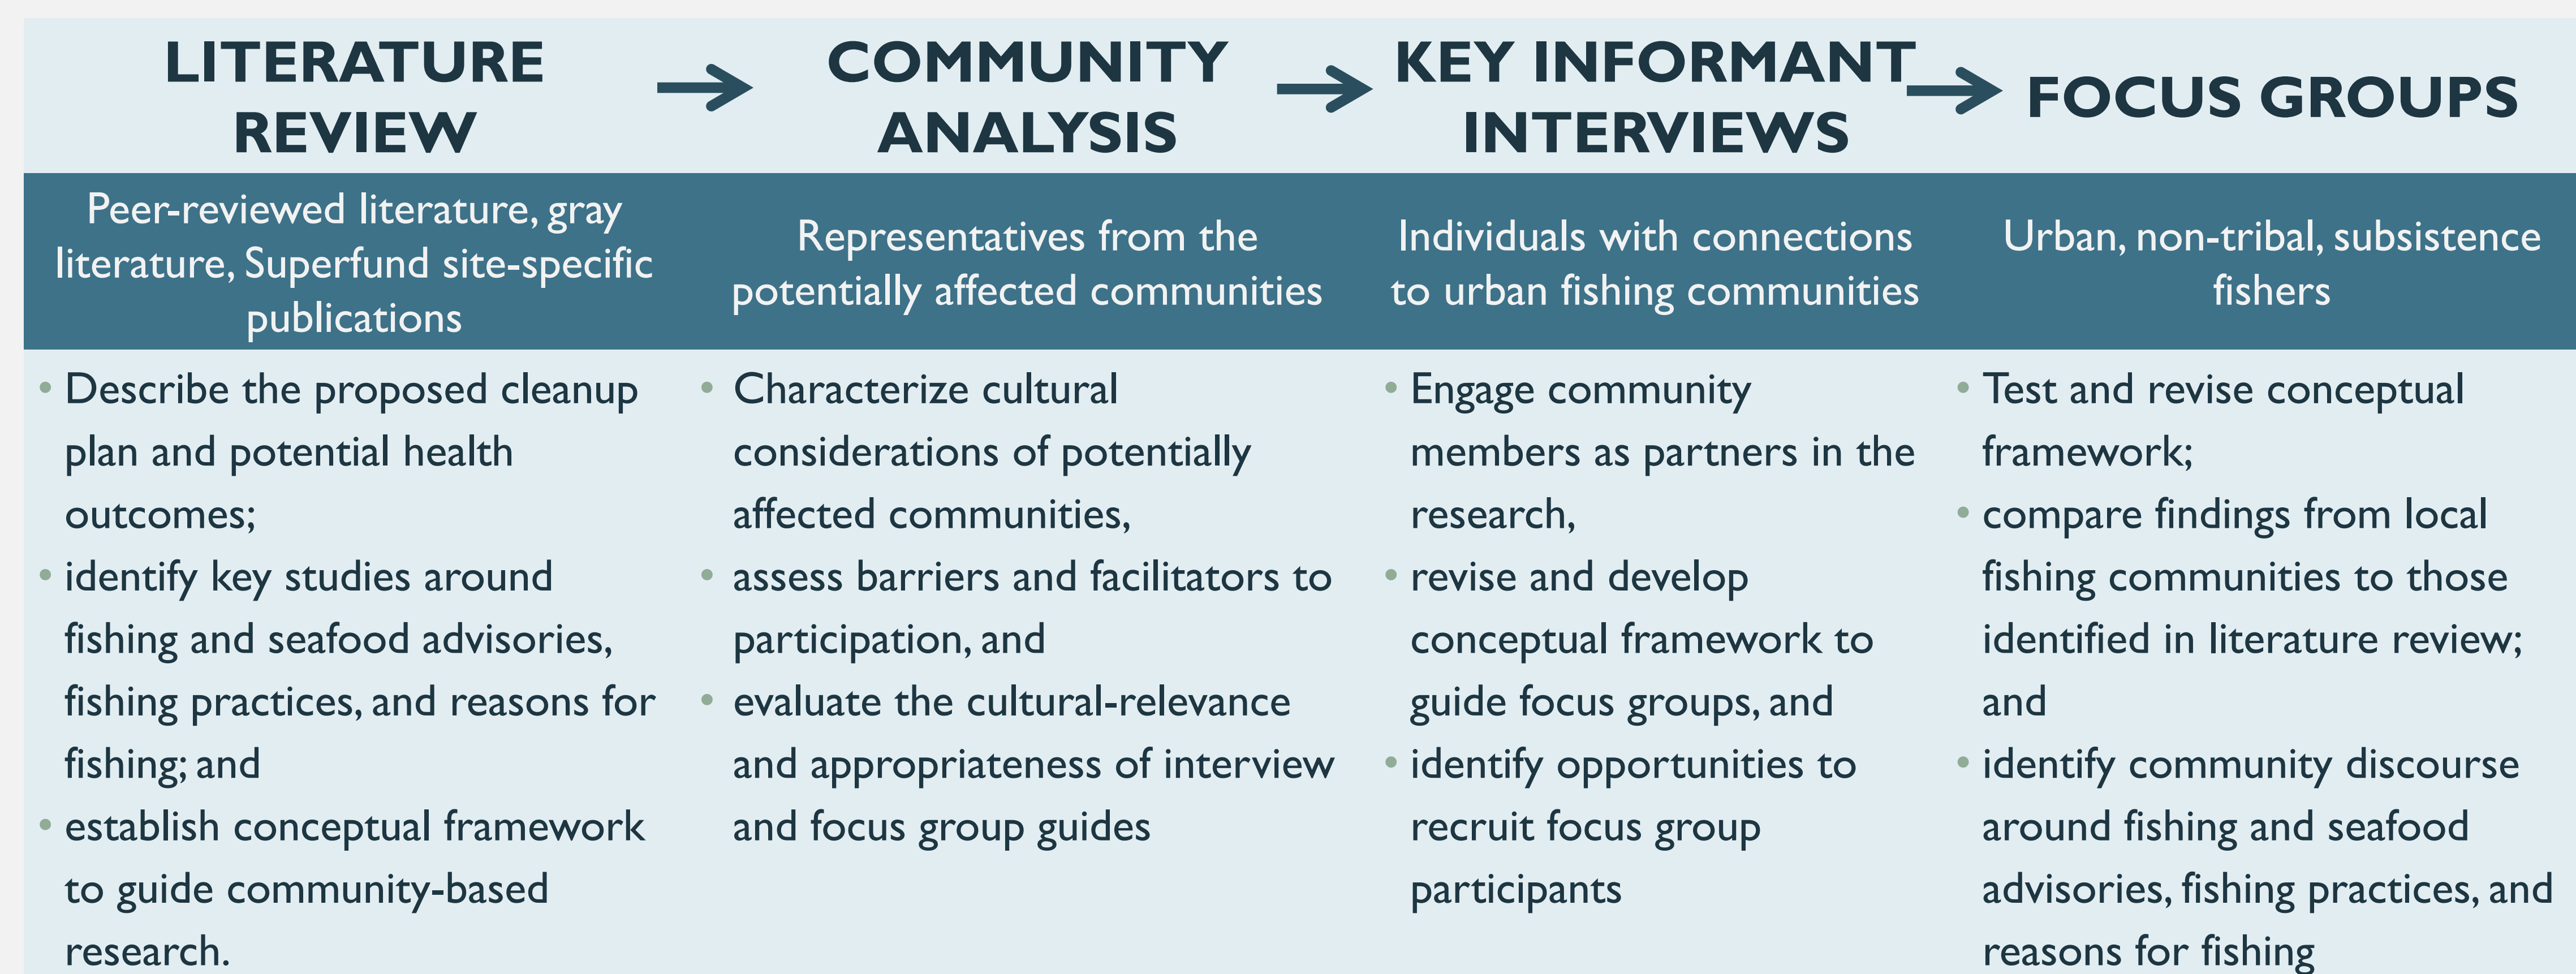 LITERATURE
REVIEW
COMMUNITY
ANALYSIS
KEY INFORMANT
INTERVIEWS
FOCUS GROUPS
Peer-reviewed literature, gray
literature, Superfund site-specific
publications
Representatives from the
potentially affected communities
Individuals with connections
to urban fishing communities
Urban, non-tribal, subsistence
fishers
• Describe the proposed cleanup
plan and potential health
outcomes;
• identify key studies around
fishing and seafood advisories,
fishing practices, and reasons for
fishing; and
• establish conceptual framework
to guide community-based
research.
• Characterize cultural
considerations of potentially
affected communities,
• assess barriers and facilitators to
participation, and
• evaluate the cultural-relevance
and appropriateness of interview
and focus group guides
• Engage community
members as partners in the
research,
• revise and develop
conceptual framework to
guide focus groups, and
• identify opportunities to
recruit focus group
participants
• Test and revise conceptual
framework;
• compare findings from local
fishing communities to those
identified in literature review;
and
• identify community discourse
around fishing and seafood
advisories, fishing practices, and
reasons for fishing